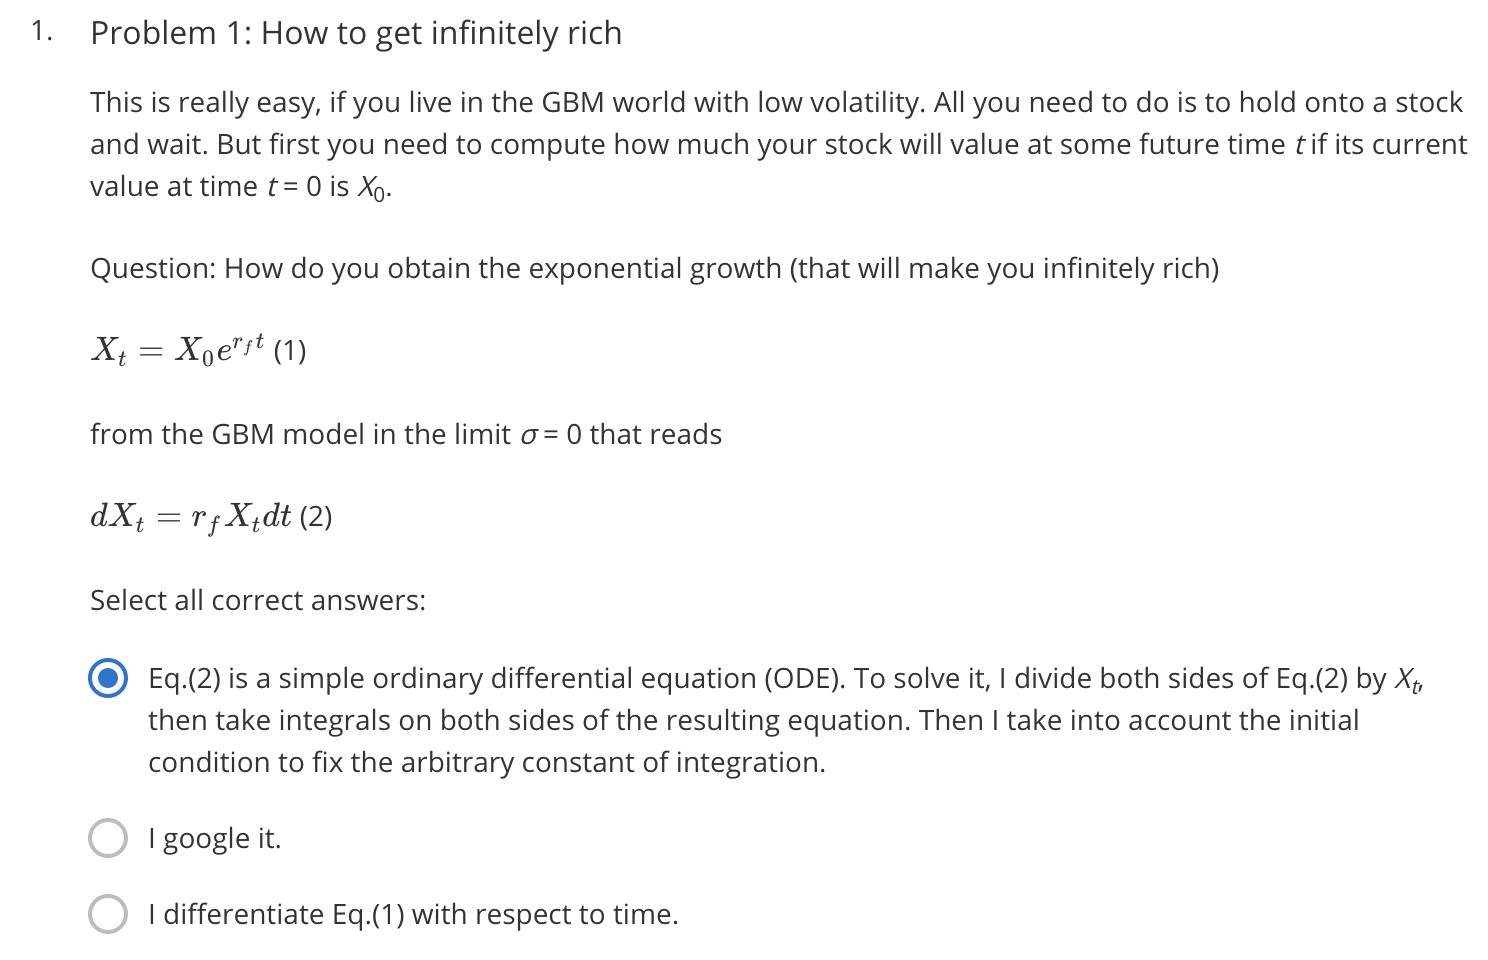 1. Problem 1: How to get infinitely rich
This is really easy, if you live in the GBM world with low volatility. All you need to do is to hold onto a stock
and wait. But first you need to compute how much your stock will value at some future time t if its current
value at time t = 0 is X₀.
Question: How do you obtain the exponential growth (that will make you infinitely rich)
$X_t = X_0 e^{r_f t}$ (1)
from the GBM model in the limit σ = 0 that reads
$dX_t = r_f X_t dt$ (2)
Select all correct answers:
Eq.(2) is a simple ordinary differential equation (ODE). To solve it, I divide both sides of Eq.(2) by $X_t$,
then take integrals on both sides of the resulting equation. Then I take into account the initial
condition to fix the arbitrary constant of integration.
I google it.
I differentiate Eq.(1) with respect to time.